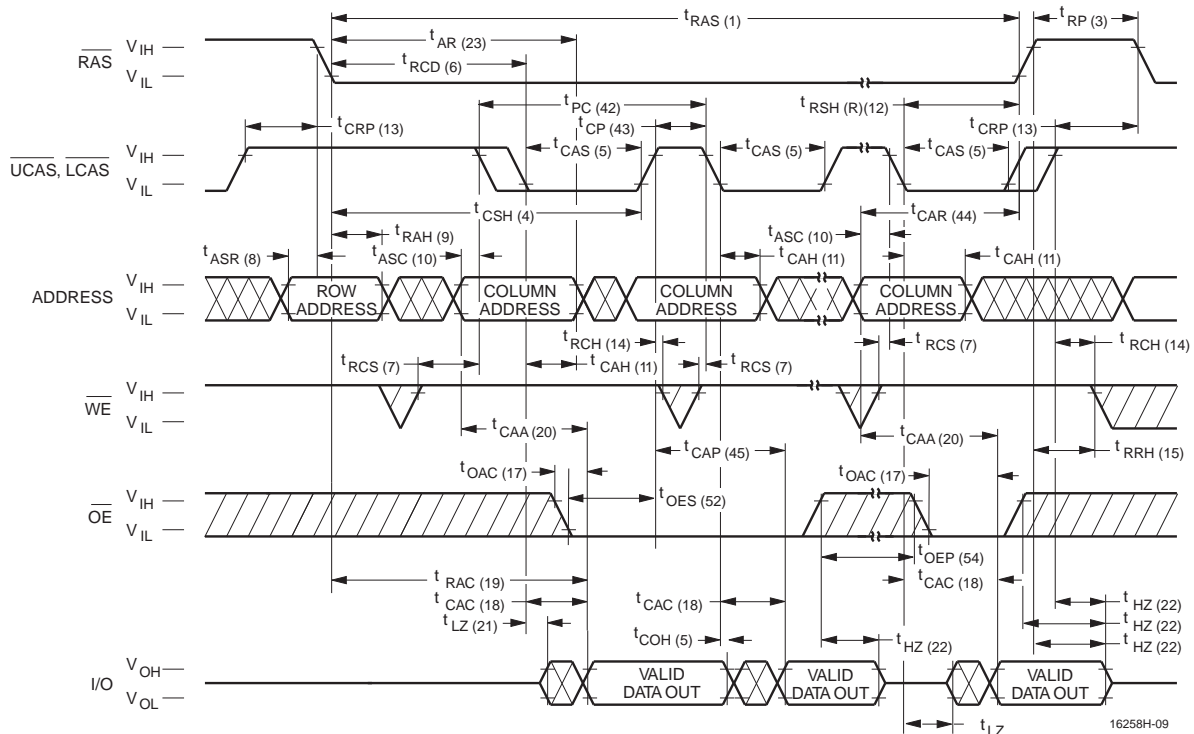 t RAS (1)
t RP (3)
t AR (23)
RAS
V IH
V IL
t RCD (6)
t PC (42)
t RSH (R)(12)
t CRP (13)
t CP (43)
t CRP (13)
UCAS, LCAS
V IH
V IL
t CAS (5)
t CAS (5)
t CAS (5)
t CSH (4)
t CAR (44)
t RAH (9)
t ASC (10)
t ASR (8)
t ASC (10)
t CAH (11)
t CAH (11)
ADDRESS
V IH
V IL
ROW ADDRESS
COLUMN ADDRESS
COLUMN ADDRESS
COLUMN ADDRESS
t RCH (14)
t RCS (7)
t RCH (14)
t RCS (7)
t CAH (11)
t RCS (7)
WE
V IH
V IL
t CAA (20)
t CAA (20)
t CAP (45)
t RRH (15)
t OAC (17)
t OAC (17)
OE
V IH
V IL
t OES (52)
t OEP (54)
t RAC (19)
t CAC (18)
t CAC (18)
t CAC (18)
t HZ (22)
t LZ (21)
t HZ (22)
t COH (5)
t HZ (22)
t HZ (22)
I/O
V OH
V OL
VALID DATA OUT
VALID DATA OUT
VALID DATA OUT
t LZ
16258H-09